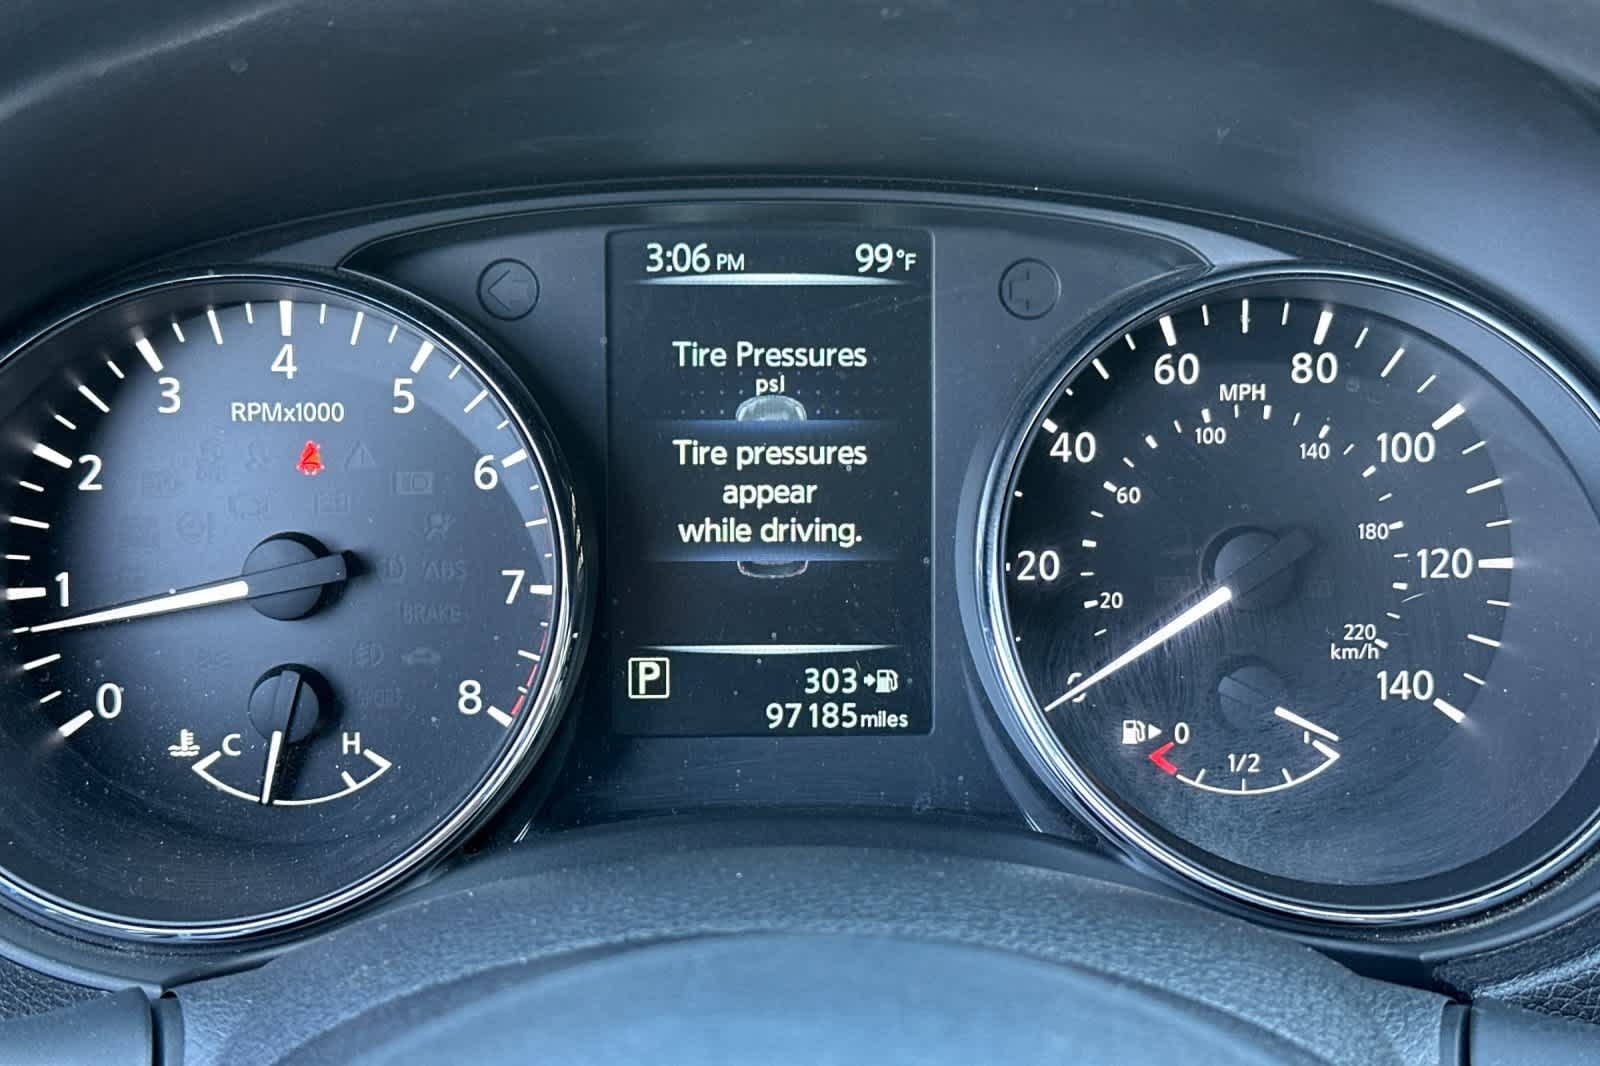 3:06 PM 99°F
Tire Pressures
psi
Tire pressures
appear
while driving.
P
303
97185 miles
0
1
2
3
4
5
6
7
8
RPMx1000
ABS
BRAKE
C H
0
20
40
60
80
100
120
140
MPH
20
60
100
140
180
220
km/h
0
1/2
1